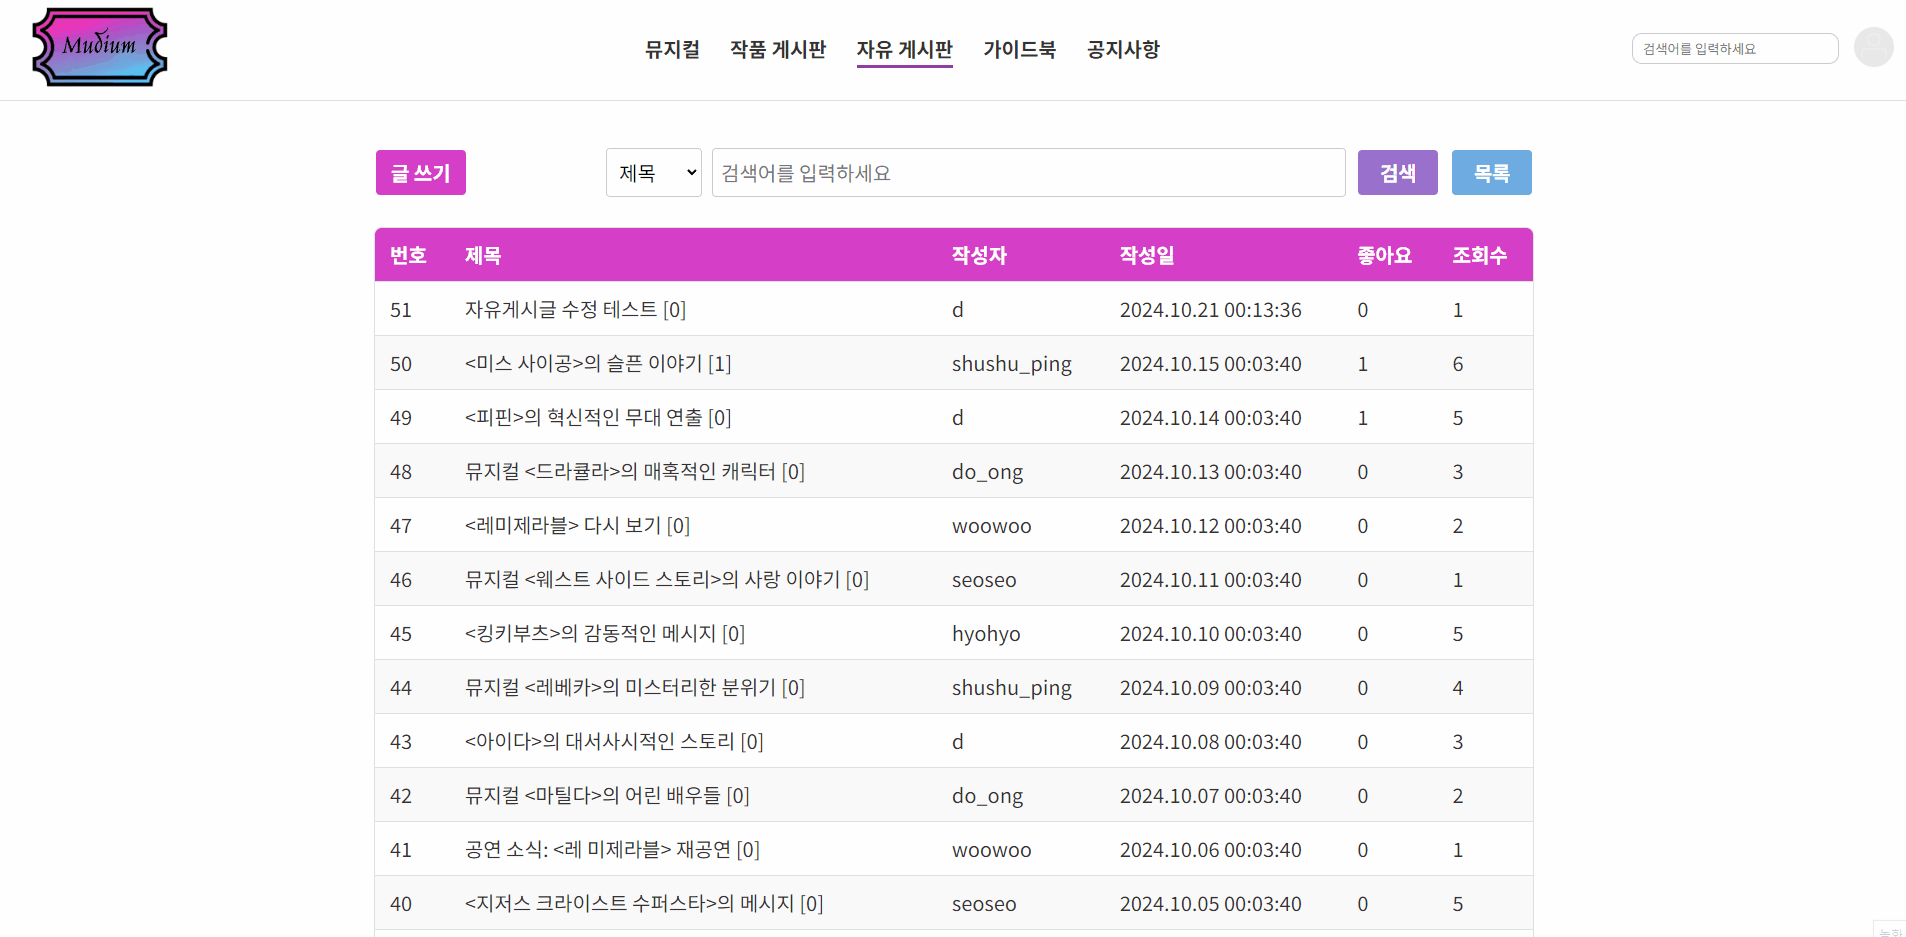 Mudium
뮤지컬 작품 게시판 자유 게시판 가이드북 공지사항 검색어를 입력하세요
글 쓰기 제목 검색어를 입력하세요 검색 목록
번호 제목 작성자 작성일 좋아요 조회수
51 자유게시글 수정 테스트 [0] d 2024.10.21 00:13:36 0 1
50 <미스 사이공>의 슬픈 이야기 [1] shushu_ping 2024.10.15 00:03:40 1 6
49 <피핀>의 혁신적인 무대 연출 [0] d 2024.10.14 00:03:40 1 5
48 뮤지컬 <드라큘라>의 매혹적인 캐릭터 [0] do_ong 2024.10.13 00:03:40 0 3
47 <레미제라블> 다시 보기 [0] woowoo 2024.10.12 00:03:40 0 2
46 뮤지컬 <웨스트 사이드 스토리>의 사랑 이야기 [0] seoseo 2024.10.11 00:03:40 0 1
45 <킹키부츠>의 감동적인 메시지 [0] hyohyo 2024.10.10 00:03:40 0 5
44 뮤지컬 <레베카>의 미스터리한 분위기 [0] shushu_ping 2024.10.09 00:03:40 0 4
43 <아이다>의 대서사시적인 스토리 [0] d 2024.10.08 00:03:40 0 3
42 뮤지컬 <마틸다>의 어린 배우들 [0] do_ong 2024.10.07 00:03:40 0 2
41 공연 소식: <레 미제라블> 재공연 [0] woowoo 2024.10.06 00:03:40 0 1
40 <지저스 크라이스트 수퍼스타>의 메시지 [0] seoseo 2024.10.05 00:03:40 0 5